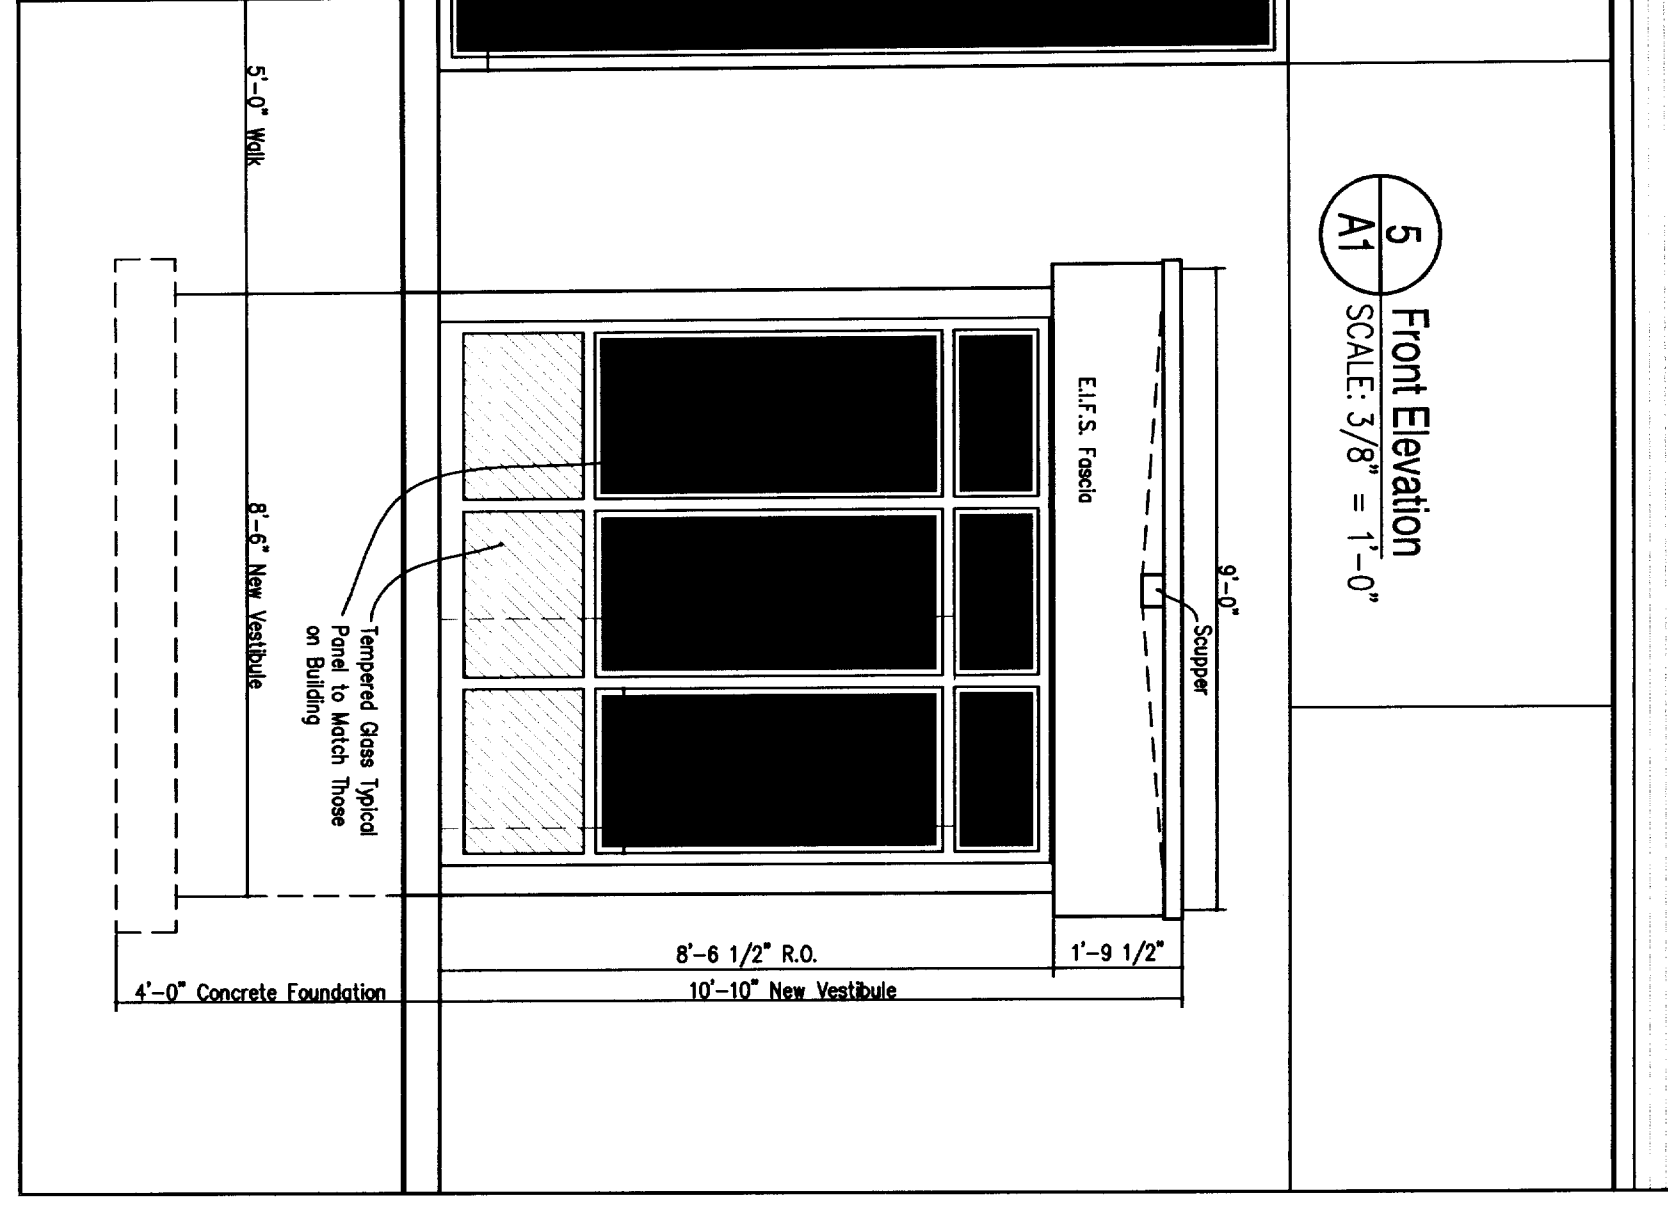 5
A1
Front Elevation
SCALE: 3/8" = 1'-0"
9'-0"
Scupper
E.I.F.S. Fascia
Tempered Glass Typical
Panel to Match Those
on Building
5'-0" Walk
8'-6" New Vestibule
8'-6 1/2" R.O.
1'-9 1/2"
4'-0" Concrete Foundation
10'-10" New Vestibule